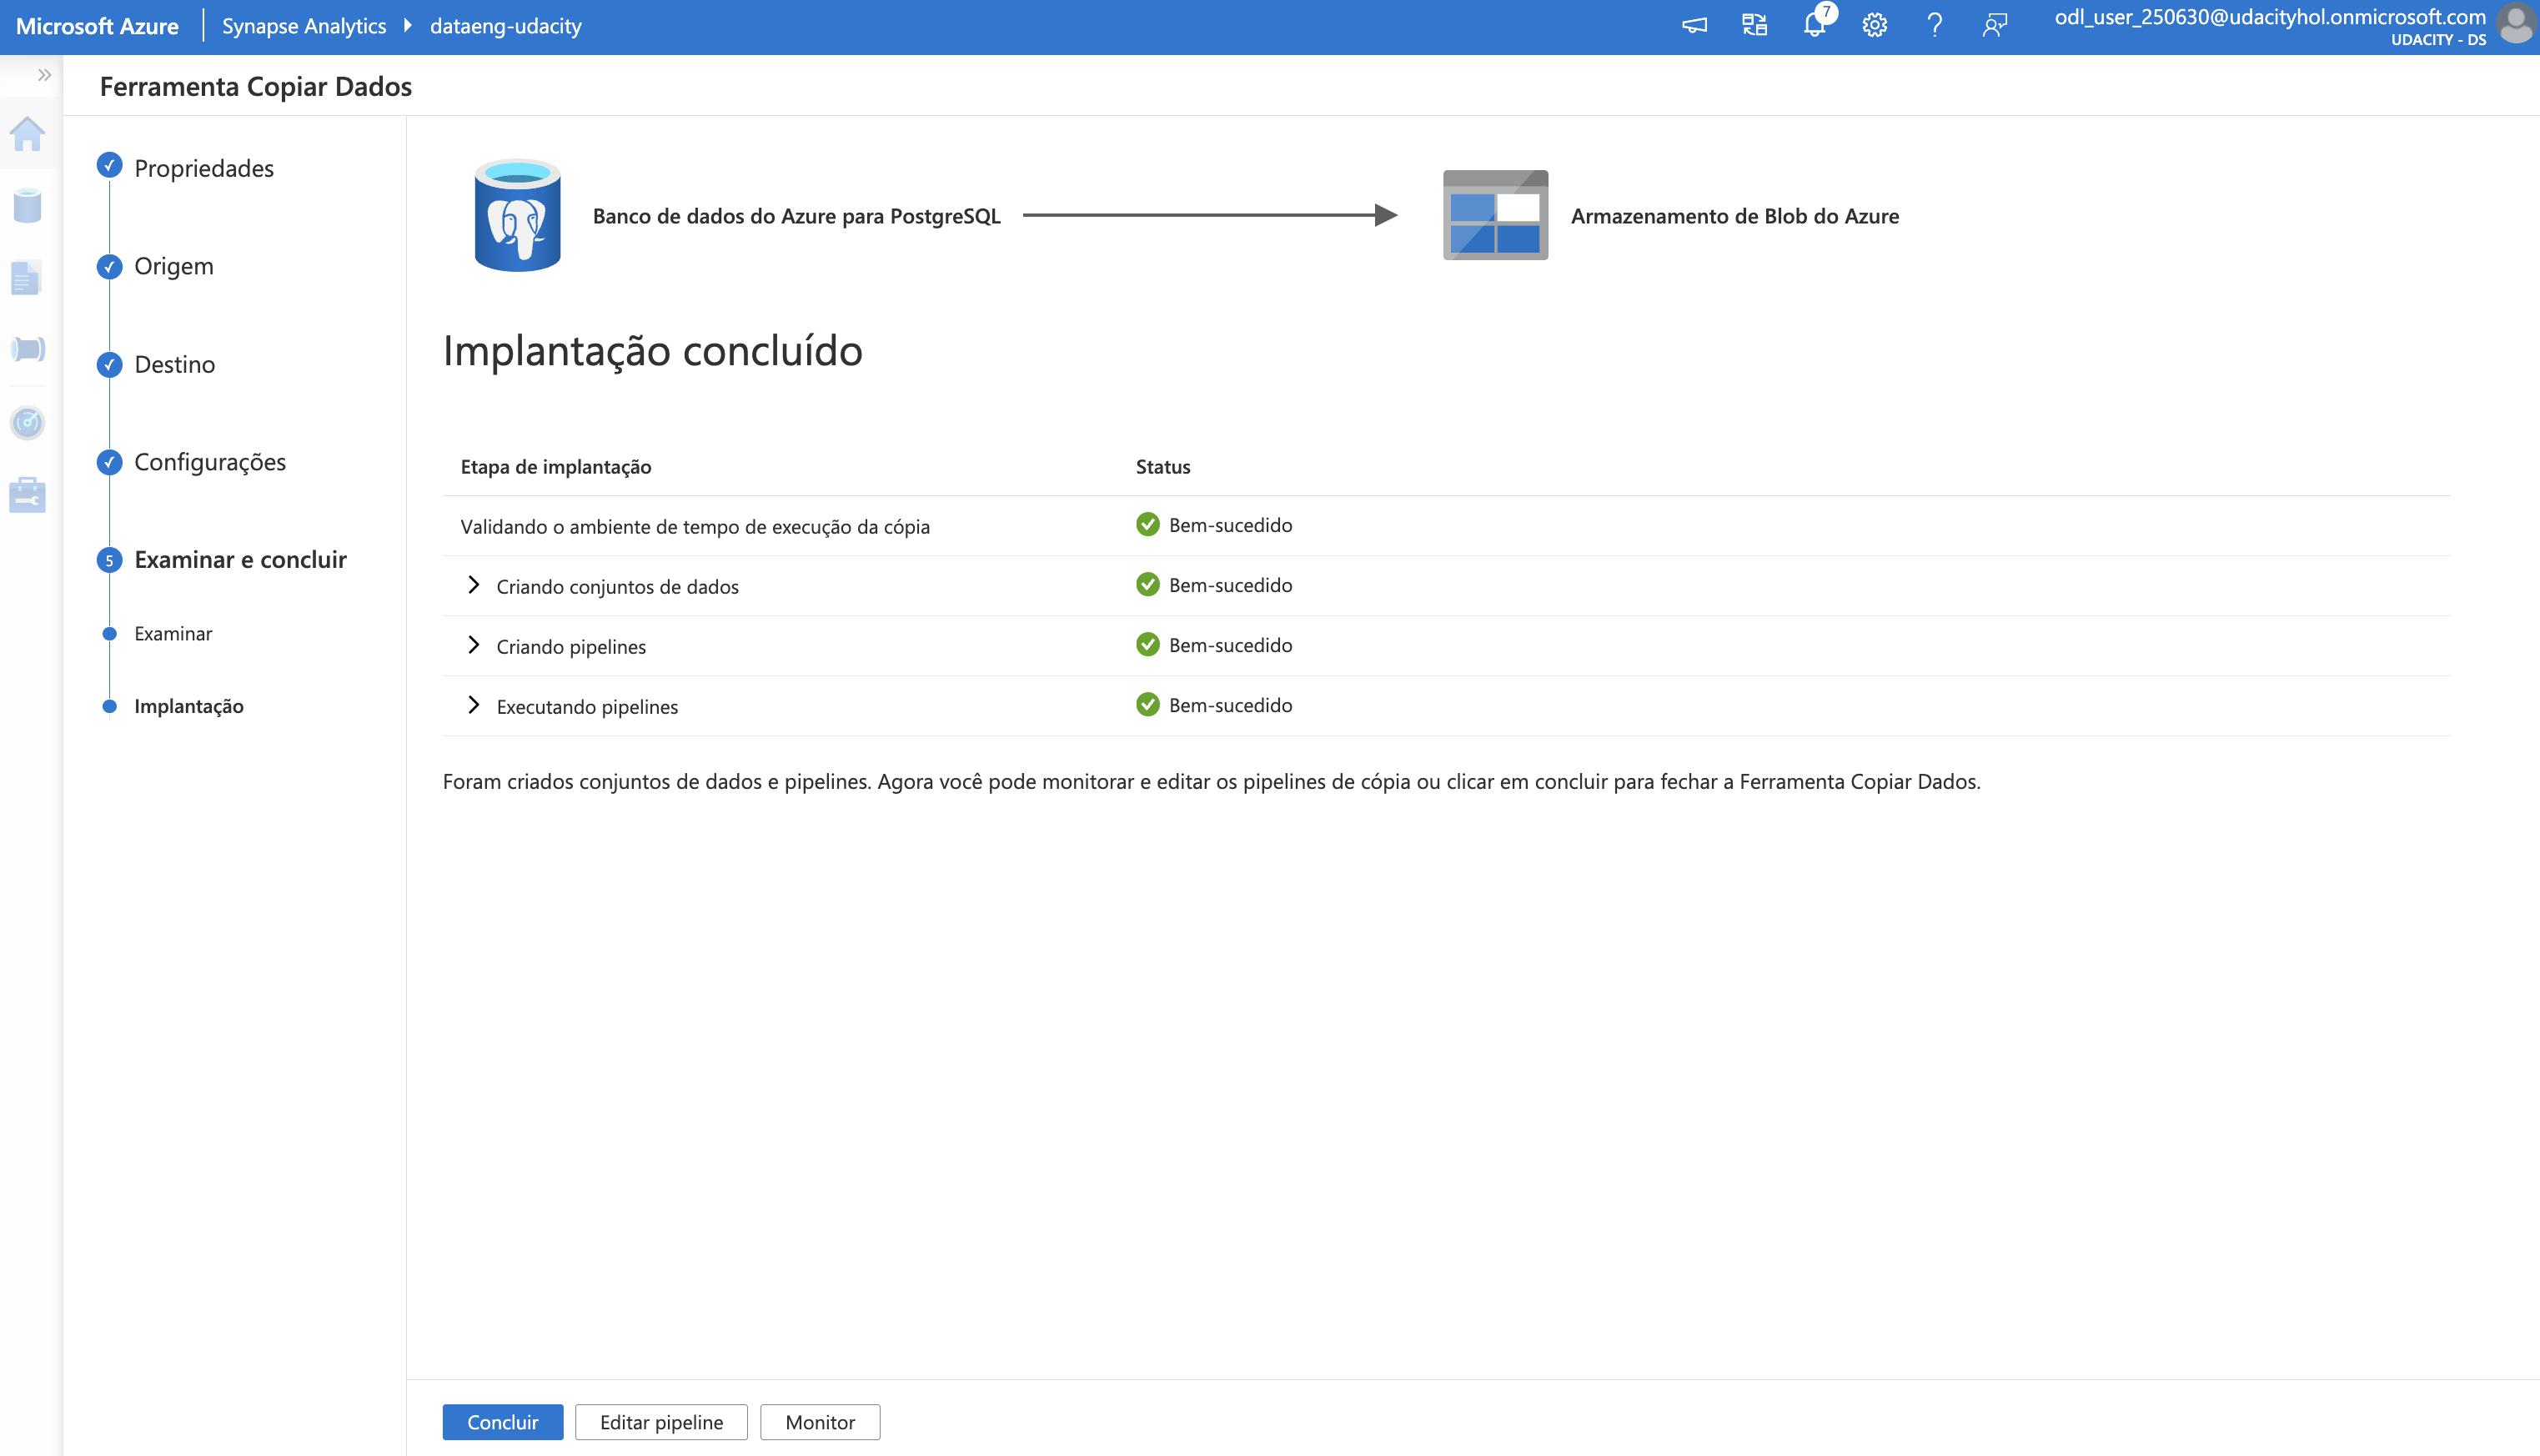 Microsoft Azure
Synapse Analytics
dataeng-udacity
7
odl_user_250630@udacityhol.onmicrosoft.com
UDACITY - DS
Ferramenta Copiar Dados
Propriedades
Origem
Destino
Configurações
5
Examinar e concluir
Examinar
Implantação
Banco de dados do Azure para PostgreSQL
Armazenamento de Blob do Azure
Implantação concluído
Etapa de implantação Status
Validando o ambiente de tempo de execução da cópia Bem-sucedido
Criando conjuntos de dados Bem-sucedido
Criando pipelines Bem-sucedido
Executando pipelines Bem-sucedido
Foram criados conjuntos de dados e pipelines. Agora você pode monitorar e editar os pipelines de cópia ou clicar em concluir para fechar a Ferramenta Copiar Dados.
Concluir
Editar pipeline
Monitor